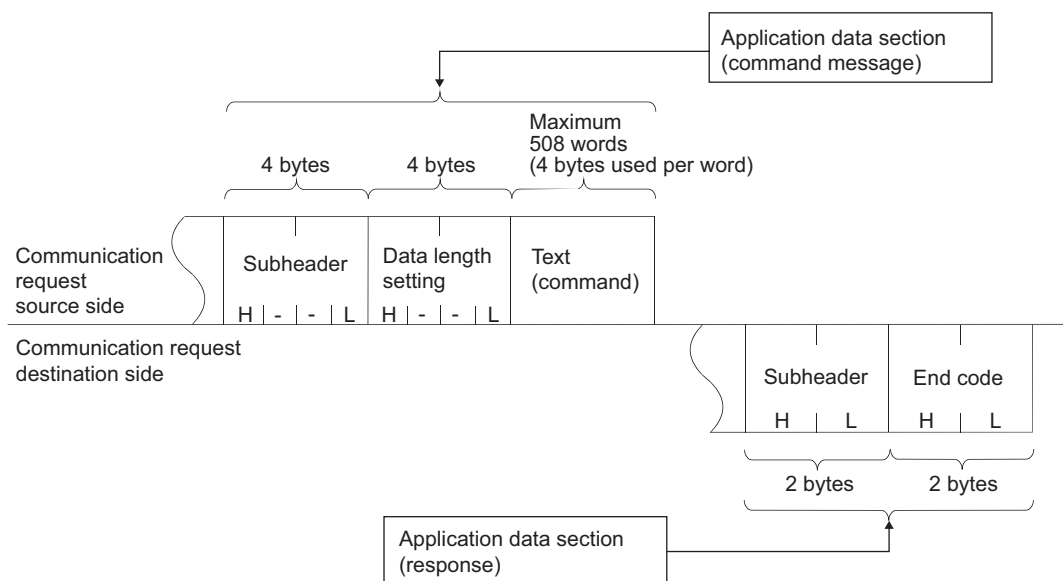 Application data section
(command message)
Maximum
508 words
(4 bytes used per word)
4 bytes
4 bytes
Communication
request
source side
Subheader
Data length
setting
Text
(command)
H - - L
H - - L
Communication request
destination side
Subheader
End code
H L
H L
2 bytes
2 bytes
Application data section
(response)